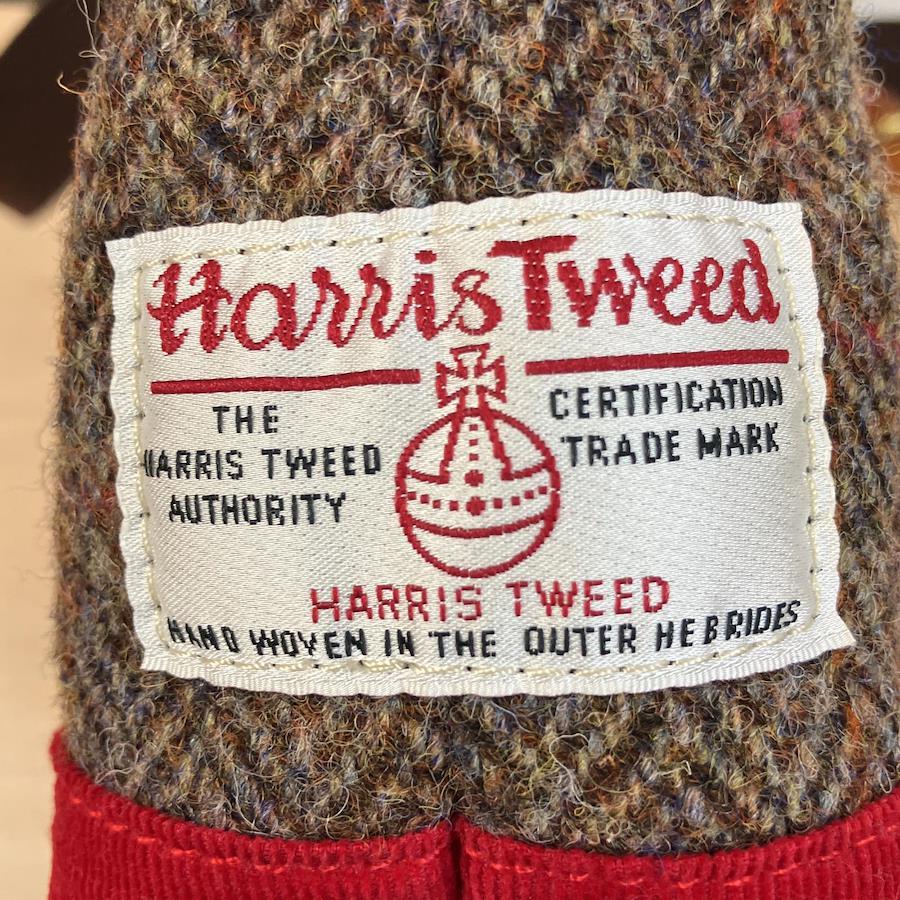 Harris Tweed
THE
HARRIS TWEED
AUTHORITY
CERTIFICATION
TRADE MARK
HARRIS TWEED
HAND WOVEN IN THE OUTER HEBRIDES